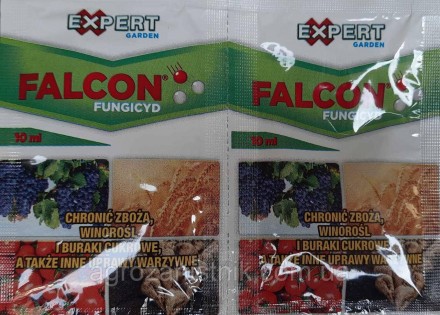 EXPERT
GARDEN
FALCON®
FUNGICYD
10 ml
CHRONIĆ ZBOŻA,
WINOROŚL
I BURAKI CUKROWE,
A TAKŻE INNE UPRAWY WARZYWNE
EXPERT
GARDEN
FALCON
FUNGICYD
10 ml
CHRONIĆ ZBOŻA,
WINOROŚL
I BURAKI CUKROWE,
A TAKŻE INNE UPRAWY WARZYWNE